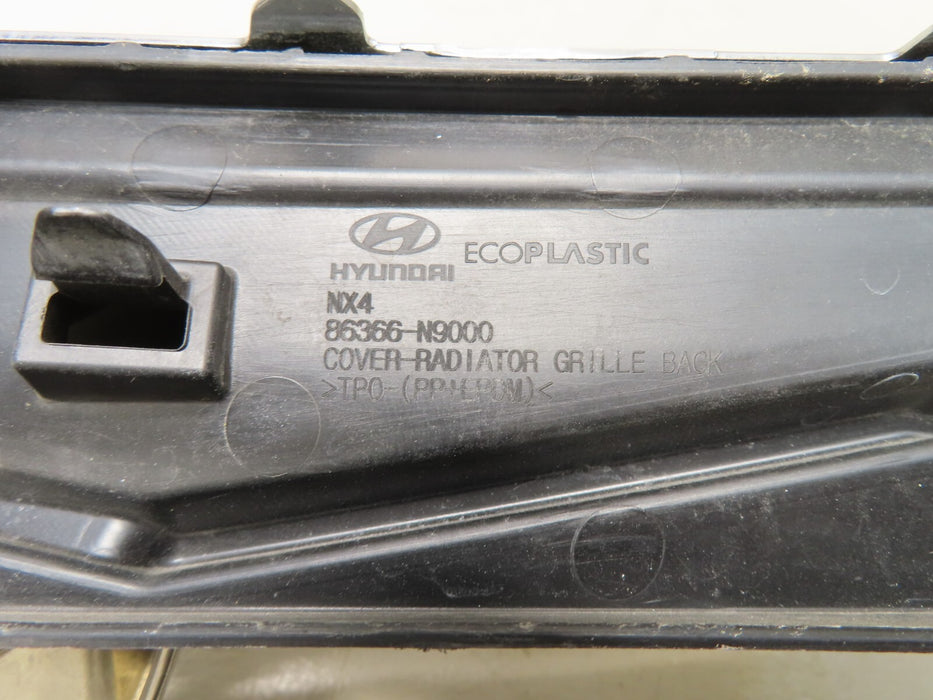 HYUNDAI ECOPLASTIC
NX4
86366-N9000
COVER-RADIATOR GRILLE BACK
>TPO-(PP+EPDM)<